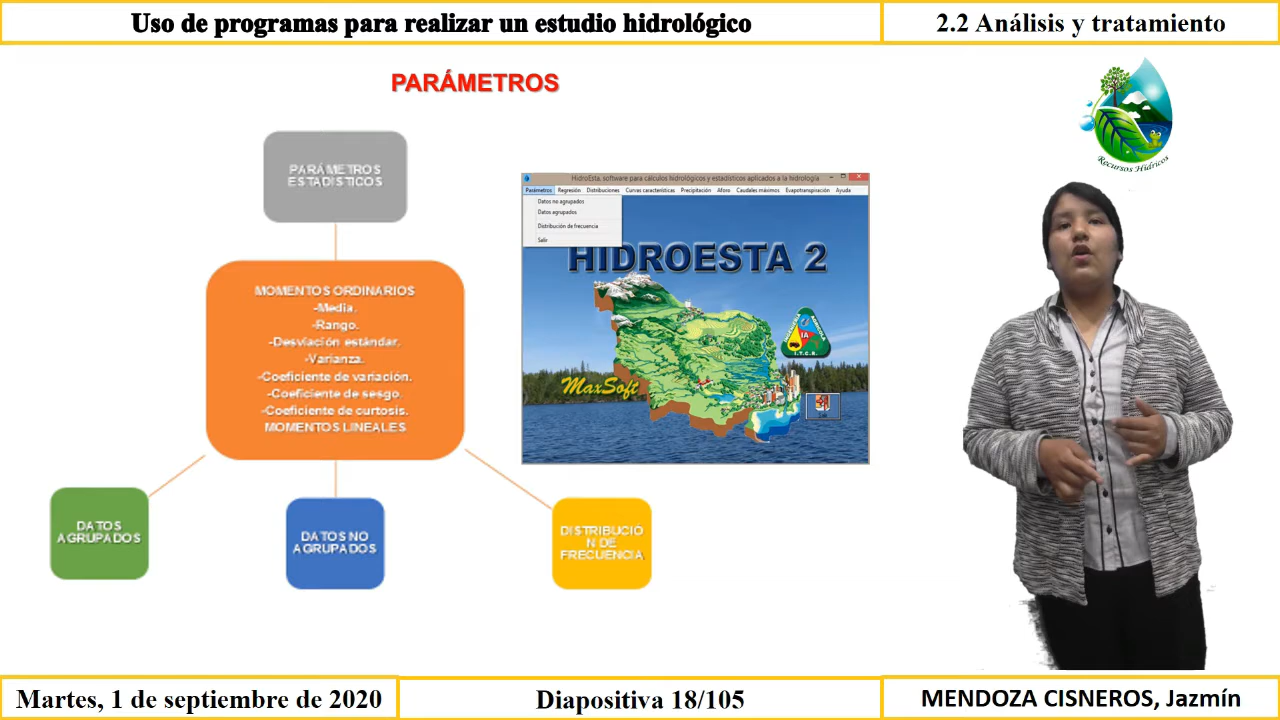 Uso de programas para realizar un estudio hidrológico
2.2 Análisis y tratamiento
PARÁMETROS
Recursos Hídricos
PARÁMETROS
ESTADÍSTICOS
MOMENTOS ORDINARIOS
-Media.
-Rango.
-Desviación estándar.
-Varianza.
-Coeficiente de variación.
-Coeficiente de sesgo.
-Coeficiente de curtosis.
MOMENTOS LINEALES
DATOS
AGRUPADOS
DATOS NO
AGRUPADOS
DISTRIBUCIÓ
N DE
FRECUENCIA
HidroEsta, software para cálculos hidrológicos y estadísticos aplicados a la hidrología
Parámetros Regresión Distribuciones Curvas características Precipitación Aforo Caudales máximos Evapotranspiración Ayuda
Datos no agrupados
Datos agrupados
Distribución de frecuencia
Salir
HIDROESTA 2
IA
I.T.C.R.
MaxSoft
Martes, 1 de septiembre de 2020
Diapositiva 18/105
MENDOZA CISNEROS, Jazmín